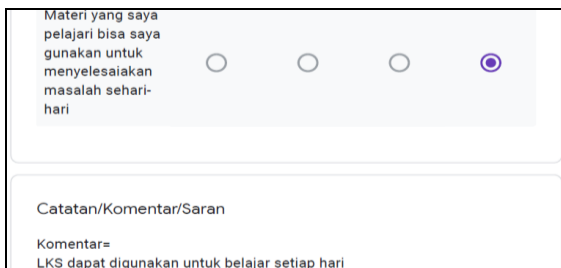 Materi yang saya
pelajari bisa saya
gunakan untuk
menyelesaiakan
masalah sehari-
hari
Catatan/Komentar/Saran
Komentar=
LKS dapat digunakan untuk belajar setiap hari